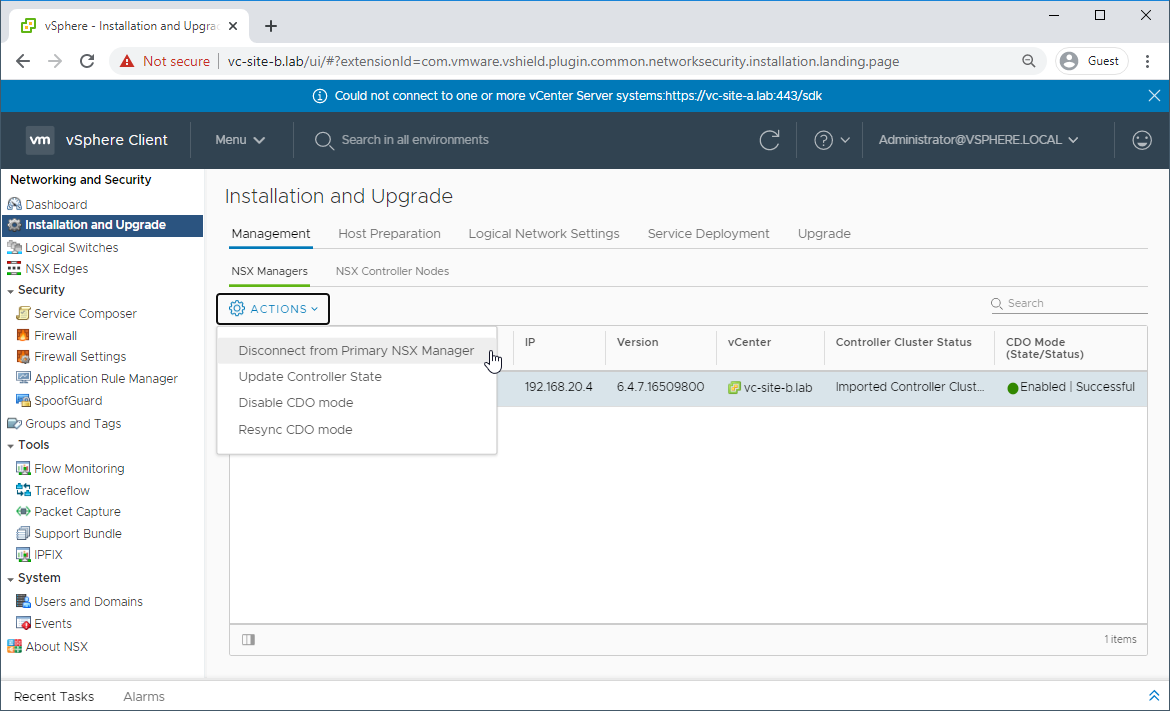 vSphere - Installation and Upgra
Not secure
vc-site-b.lab/ui/#?extensionId=com.vmware.vshield.plugin.common.networksecurity.installation.landing.page
Guest
Could not connect to one or more vCenter Server systems:https://vc-site-a.lab:443/sdk
vm
vSphere Client
Menu
Search in all environments
Administrator@VSPHERE.LOCAL
Networking and Security
Dashboard
Installation and Upgrade
Logical Switches
NSX Edges
Security
Service Composer
Firewall
Firewall Settings
Application Rule Manager
SpoofGuard
Groups and Tags
Tools
Flow Monitoring
Traceflow
Packet Capture
Support Bundle
IPFIX
System
Users and Domains
Events
About NSX
Installation and Upgrade
Management
Host Preparation
Logical Network Settings
Service Deployment
Upgrade
NSX Managers
NSX Controller Nodes
ACTIONS
Search
Disconnect from Primary NSX Manager
Update Controller State
Disable CDO mode
Resync CDO mode
IP
Version
vCenter
Controller Cluster Status
CDO Mode
(State/Status)
192.168.20.4
6.4.7.16509800
vc-site-b.lab
Imported Controller Clust...
Enabled | Successful
1 items
Recent Tasks
Alarms